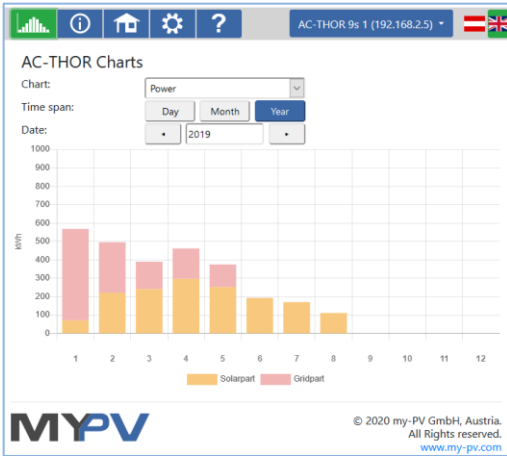 ?
AC-THOR 9s 1 (192.168.2.5)
AC-THOR Charts
Chart:
Power
Time span:
Day Month Year
Date:
2019
1000
900
800
700
600
500
400
300
200
100
0
kWh
1 2 3 4 5 6 7 8 9 10 11 12
Solarpart Gridpart
MYPV
© 2020 my-PV GmbH, Austria.
All Rights reserved.
www.my-pv.com